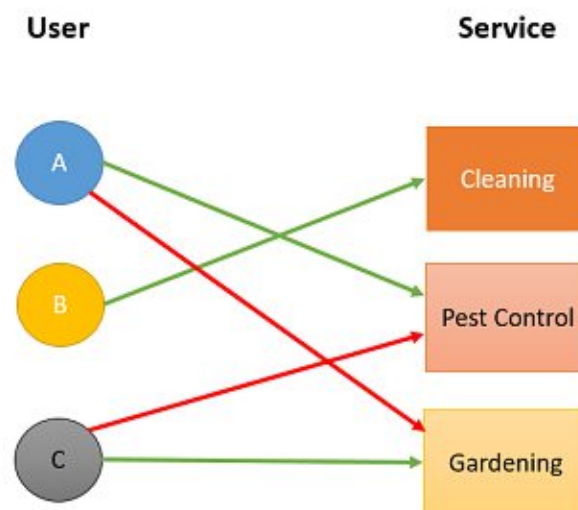 User
Service
A
Cleaning
B
Pest Control
C
Gardening